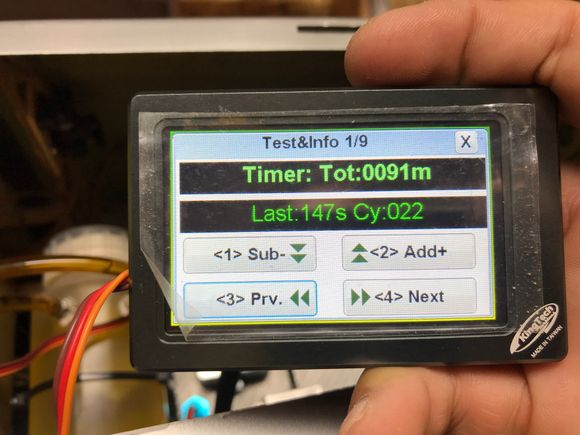 Test&Info 1/9
X
Timer: Tot:0091m
Last:147s Cy:022
<1> Sub-
<2> Add+
<3> Prv.
<4> Next
KingTech
MADE IN TAIWAN